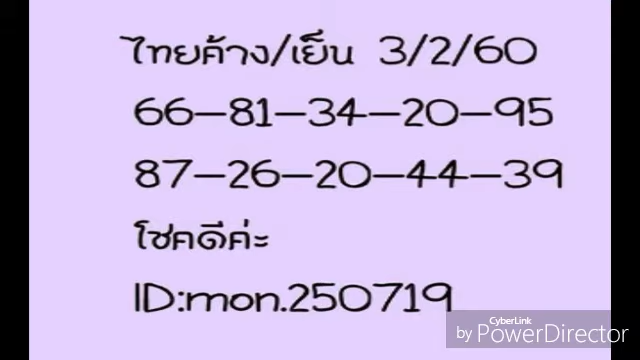 ไทยค้าง/เย็น 3/2/60
66-81-34-20-95
87-26-20-44-39
โชคดีค่ะ
ID:mon.250719
CyberLink
by PowerDirector